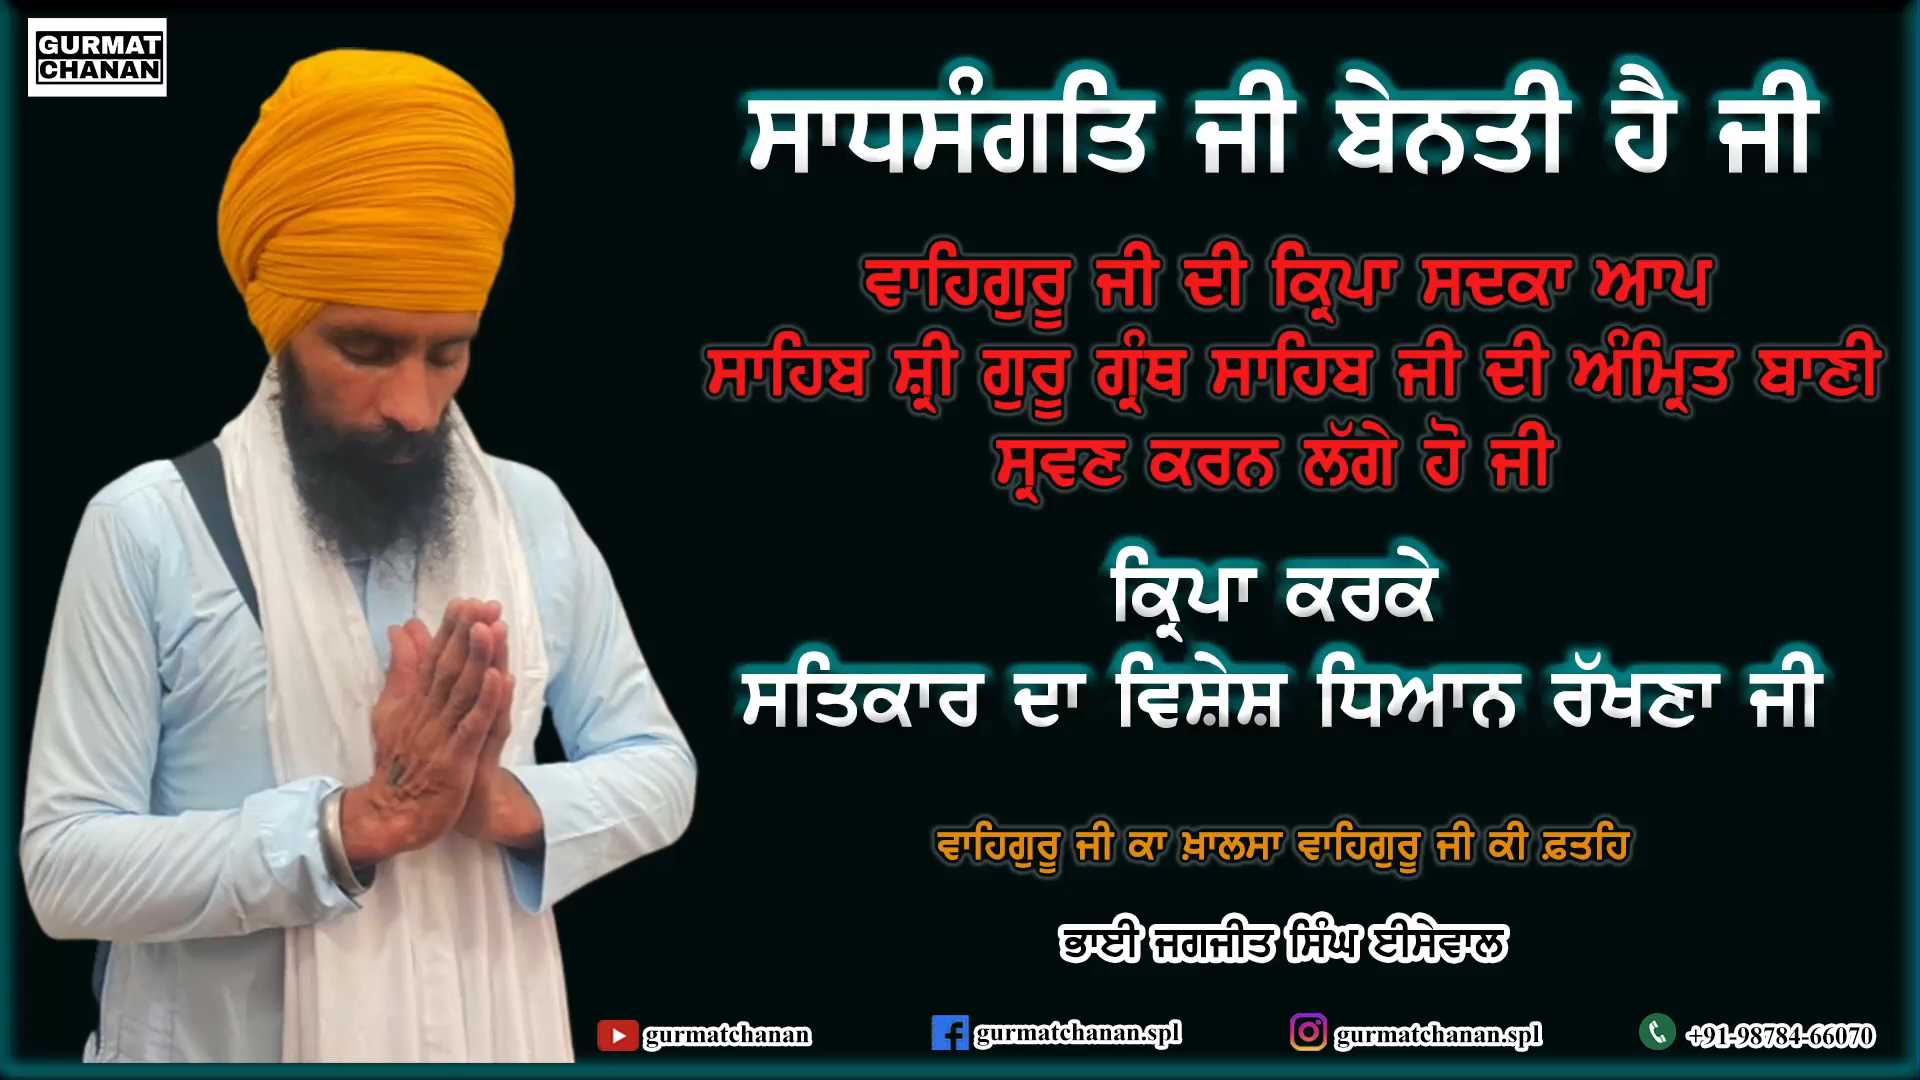 GURMAT
CHANAN
ਸਾਧਸੰਗਤਿ ਜੀ ਬੇਨਤੀ ਹੈ ਜੀ
ਵਾਹਿਗੁਰੂ ਜੀ ਦੀ ਕ੍ਰਿਪਾ ਸਦਕਾ ਆਪ
ਸਾਹਿਬ ਸ਼੍ਰੀ ਗੁਰੂ ਗ੍ਰੰਥ ਸਾਹਿਬ ਜੀ ਦੀ ਅੰਮ੍ਰਿਤ ਬਾਣੀ
ਸ੍ਰਵਣ ਕਰਨ ਲੱਗੇ ਹੋ ਜੀ
ਕ੍ਰਿਪਾ ਕਰਕੇ
ਸਤਿਕਾਰ ਦਾ ਵਿਸ਼ੇਸ਼ ਧਿਆਨ ਰੱਖਣਾ ਜੀ
ਵਾਹਿਗੁਰੂ ਜੀ ਕਾ ਖ਼ਾਲਸਾ ਵਾਹਿਗੁਰੂ ਜੀ ਕੀ ਫ਼ਤਹਿ
ਭਾਈ ਜਗਜੀਤ ਸਿੰਘ ਈਸੇਵਾਲ
gurmatchanan gurmatchanan.spl gurmatchanan.spl +91-98784-66070